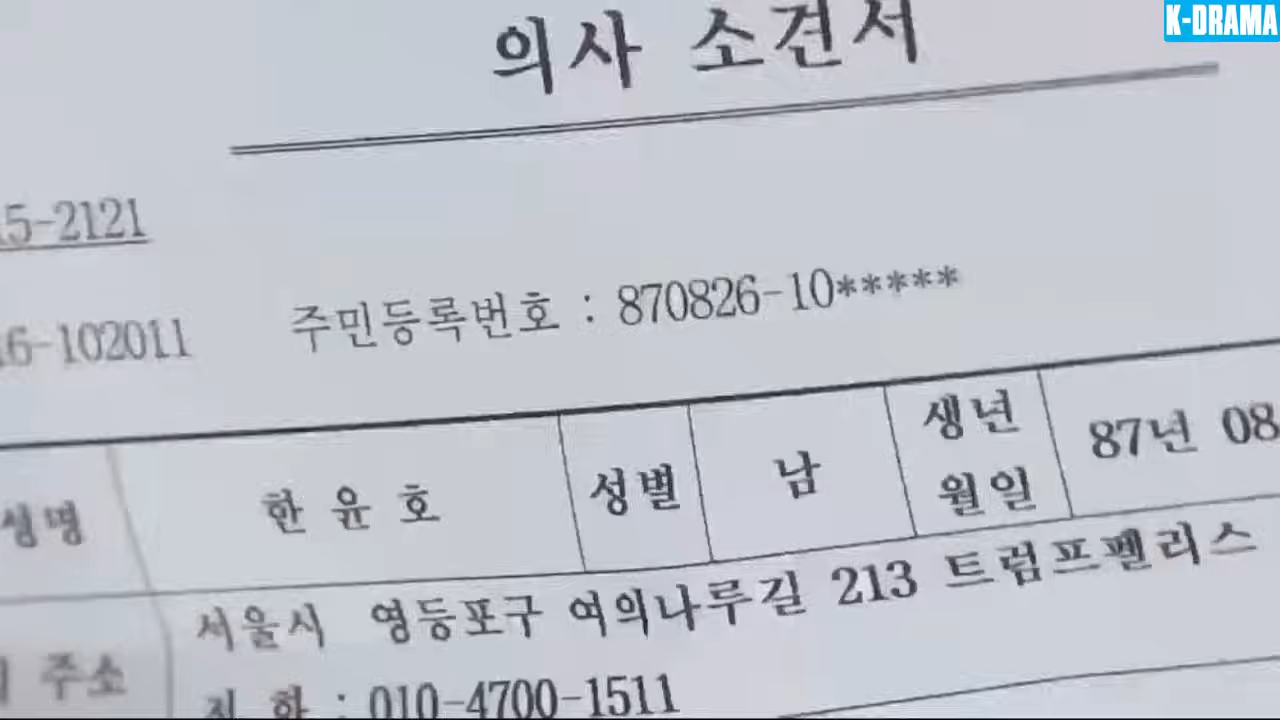 K-DRAMA
의사 소견서
5-2121
6-102011 주민등록번호 : 870826-10*****
성명 한 윤 호 성별 남 생년월일 87년 08
서울시 영등포구 여의나루길 213 트럼프펠리스
주소
전 화 : 010-4700-1511